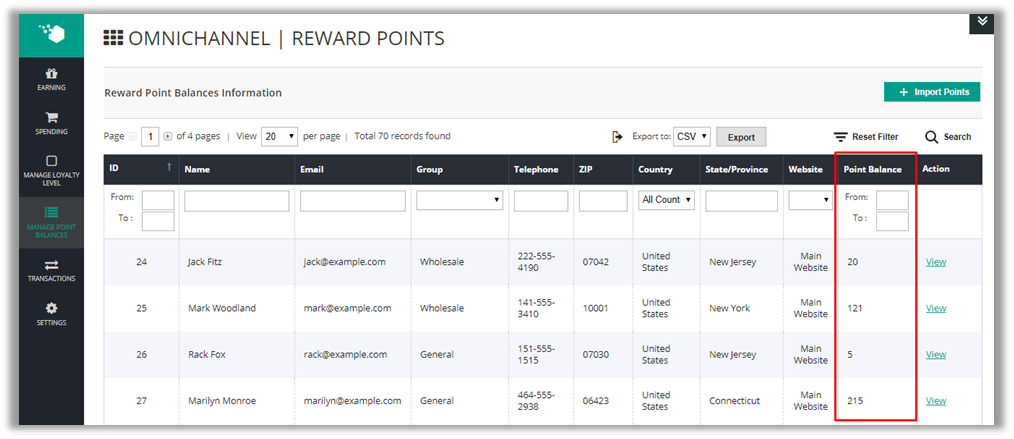 OMNICHANNEL | REWARD POINTS
EARNING
SPENDING
MANAGE LOYALTY
LEVEL
MANAGE POINT
BALANCES
TRANSACTIONS
SETTINGS
Reward Point Balances Information
+ Import Points
Page 1 of 4 pages | View 20 per page | Total 70 records found
Export to: CSV Export
Reset Filter
Search
ID ↑ Name Email Group Telephone ZIP Country State/Province Website Point Balance Action
From: All Count From:
To : To :
24 Jack Fitz jack@example.com Wholesale 222-555-
4190 07042 United
States New Jersey Main
Website 20 View
25 Mark Woodland mark@example.com Wholesale 141-555-
3410 10001 United
States New York Main
Website 121 View
26 Rack Fox rack@example.com General 151-555-
1515 07030 United
States New Jersey Main
Website 5 View
27 Marilyn Monroe marilyn@example.com General 464-555-
2938 06423 United
States Connecticut Main
Website 215 View